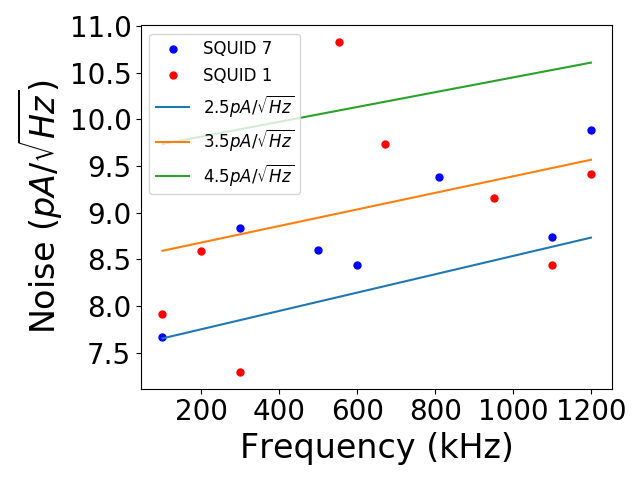 Noise (pA/√Hz)
11.0
10.5
10.0
9.5
9.0
8.5
8.0
7.5
SQUID 7
SQUID 1
2.5pA/√Hz
3.5pA/√Hz
4.5pA/√Hz
200 400 600 800 1000 1200
Frequency (kHz)